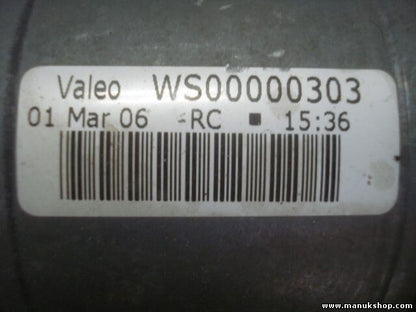 Valeo WS00000303
01 Mar 06 -RC ■ 15:36
www.manukshop.com